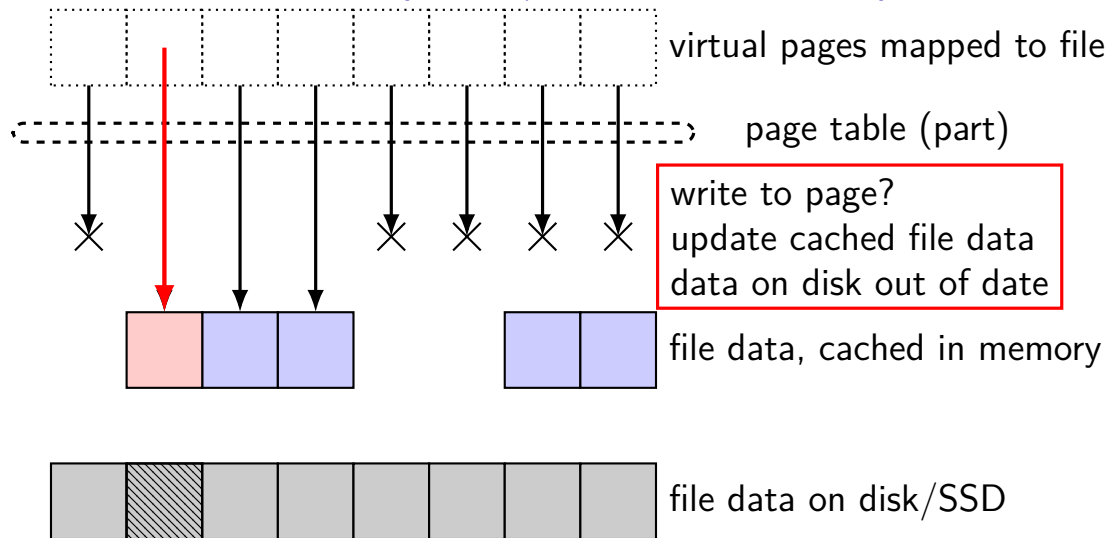 virtual pages mapped to file
page table (part)
write to page?
update cached file data
data on disk out of date
file data, cached in memory
file data on disk/SSD